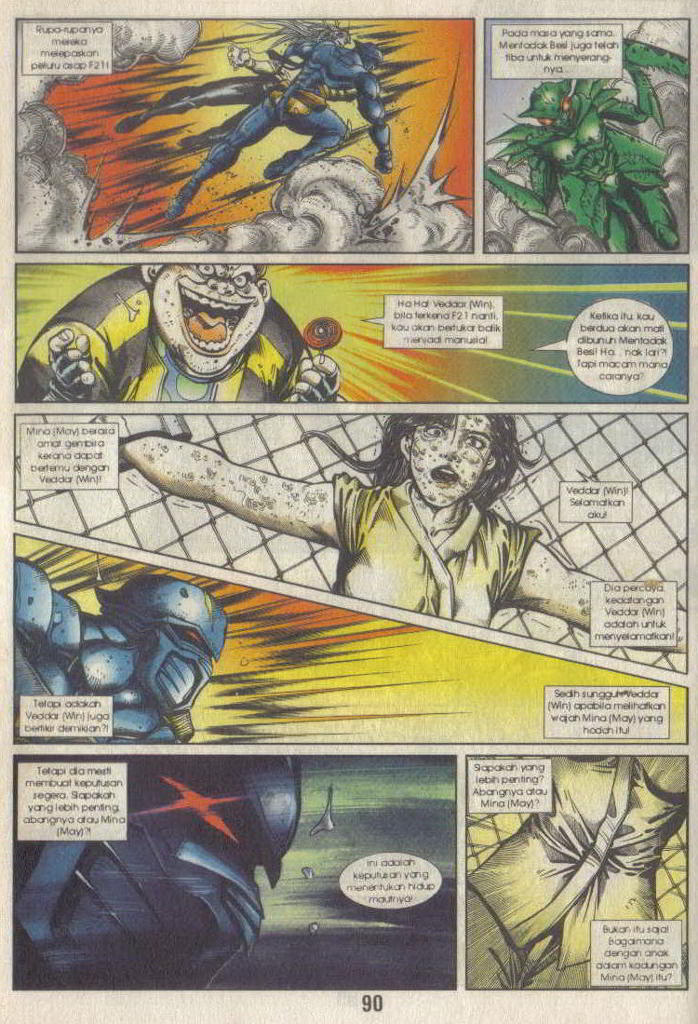 Rupa-rupanya
mereka
melepaskan
peluru asap F21!
Pada masa yang sama,
Mentadak Besi juga telah
tiba untuk menyerang-
nya...
Ha Ha! Veddar (Win),
bila terkena F21 nanti,
kau akan bertukar balik
menjadi manusia!
Ketika itu, kau
berdua akan mati
dibunuh Mentadak
Besi! Ha... nak lari?!
Tapi macam mana
caranya?
Mina (May) berasa
amat gembira
kerana dapat
bertemu dengan
Veddar (Win)!
Veddar (Win)!
Selamatkan
aku!
Dia percaya,
kedatangan
Veddar (Win)
adalah untuk
menyelamatkan!
Tetapi adakah
Veddar (Win) juga
berfikir demikian?!
Sedih sungguh Veddar
(Win) apabila melihatkan
wajah Mina (May) yang
hodoh itu!
Tetapi dia mesti
membuat keputusan
segera. Siapakah
yang lebih penting,
abangnya atau Mina
(May)?!
Ini adalah
keputusan yang
menentukan hidup
matinya!
Siapakah yang
lebih penting?
Abangnya atau
Mina (May)?
Bukan itu saja!
Bagaimana
dengan anak
dalam kandungan
Mina (May) itu?
90